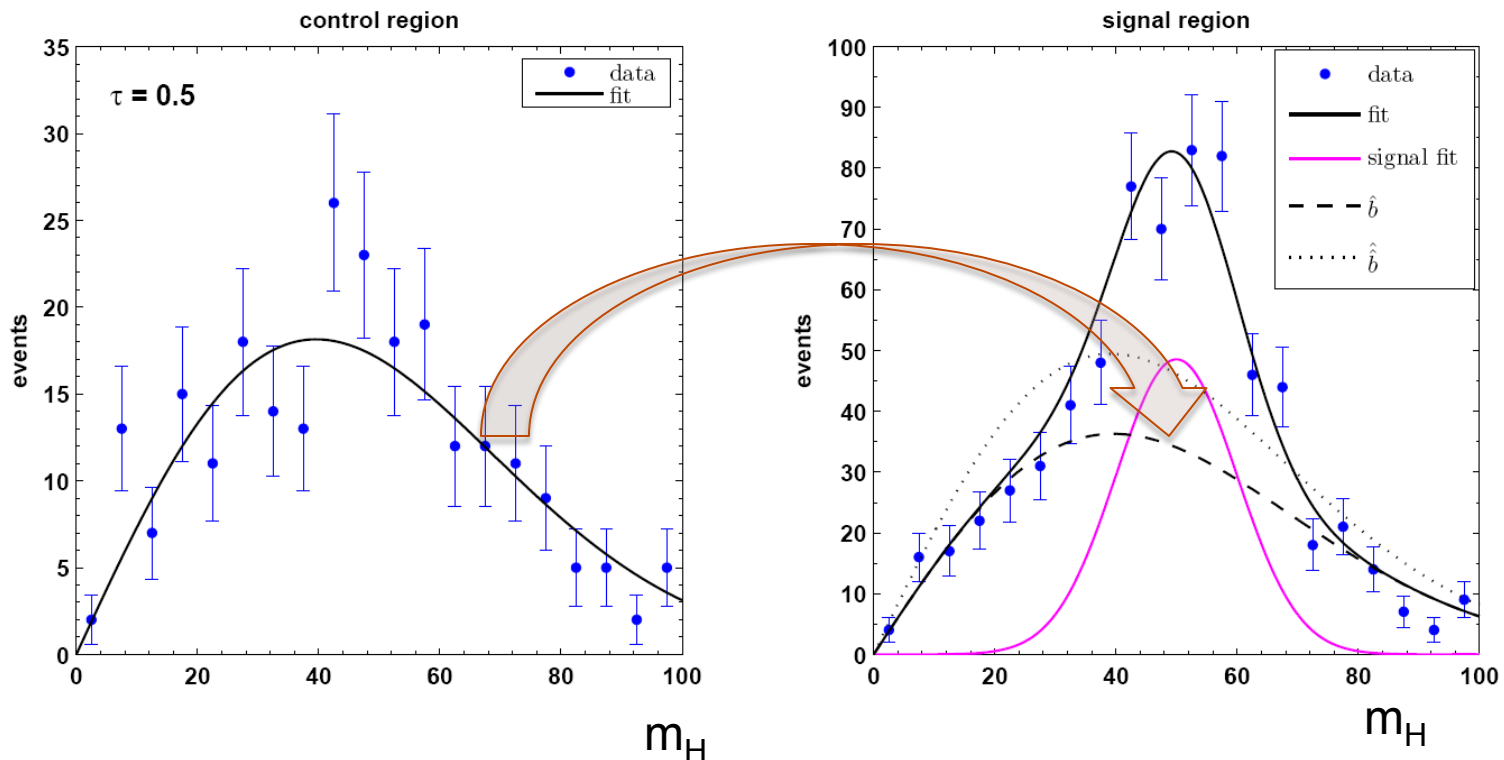 control region
35
30
25
20
15
10
5
0
events
τ = 0.5
data
fit
0 20 40 60 80 100
m_H
signal region
100
90
80
70
60
50
40
30
20
10
0
events
data
fit
signal fit
b̂
b̂̂
0 20 40 60 80 100
m_H